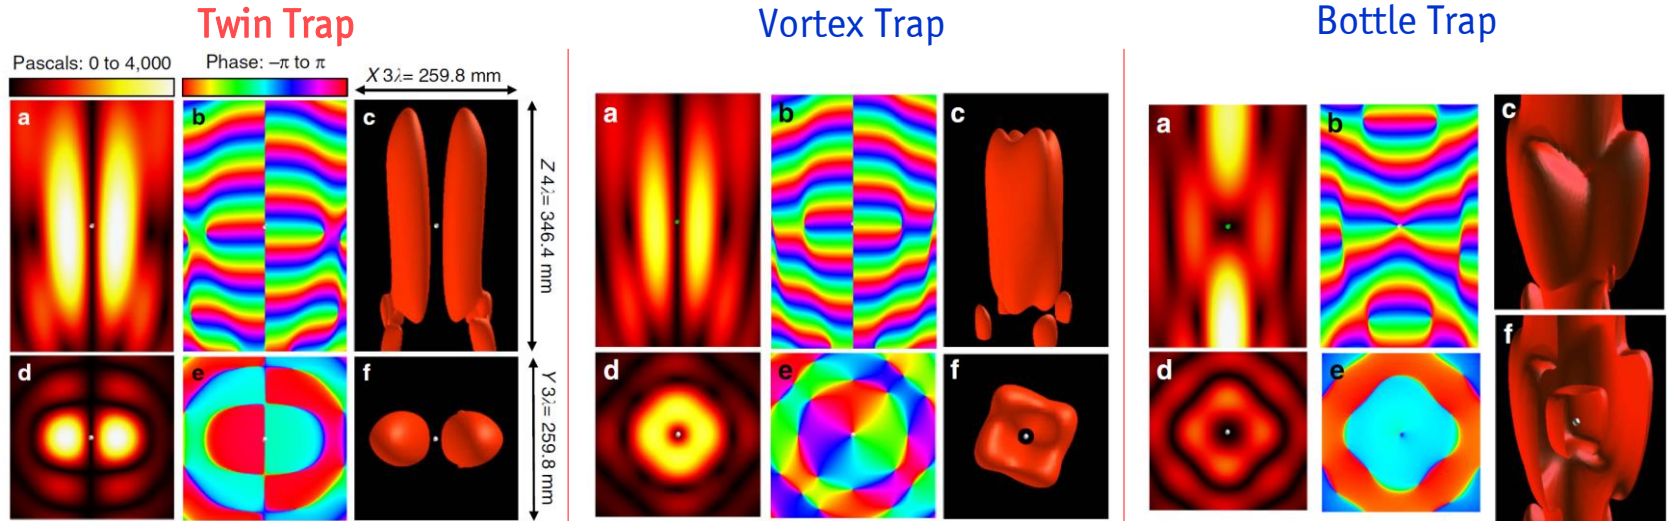 Twin Trap
Vortex Trap
Bottle Trap
Pascals: 0 to 4,000
Phase: –π to π
X 3λ= 259.8 mm
a
b
c
Z 4λ= 346.4 mm
d
e
f
Y 3λ= 259.8 mm
a
b
c
d
e
f
a
b
c
d
e
f